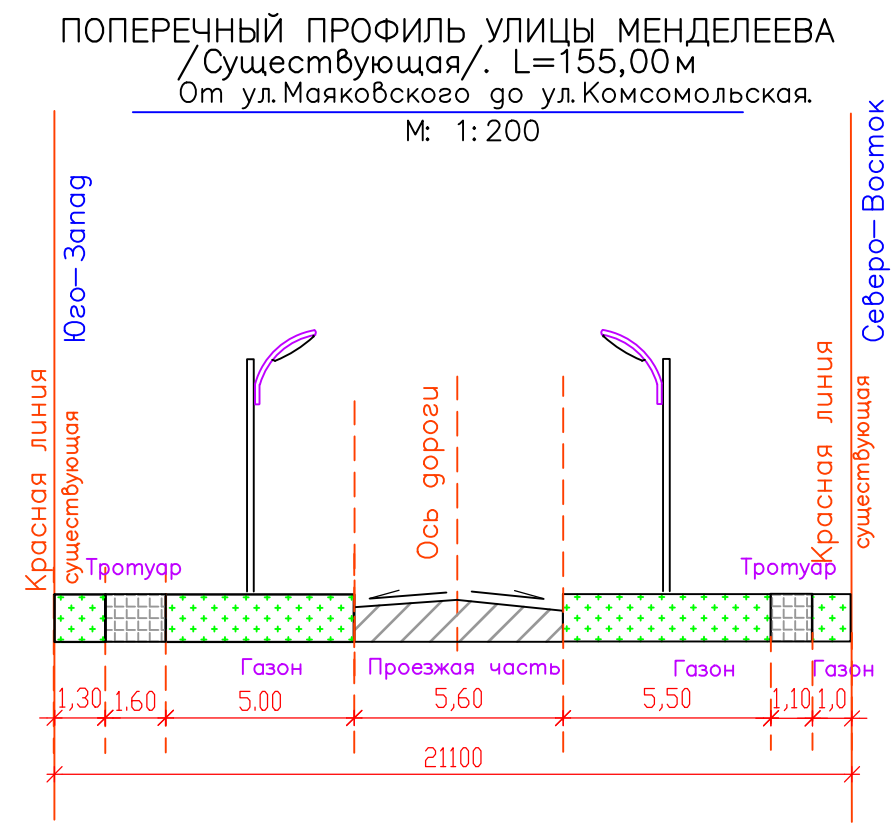 ПОПЕРЕЧНЫЙ ПРОФИЛЬ УЛИЦЫ МЕНДЕЛЕЕВА
/Существующая/. L=155,00м
От ул.Маяковского до ул.Комсомольская.
М: 1:200
Юго-Запад
Северо-Восток
Красная линия
существующая
Ось дороги
Красная линия
существующая
Тротуар
Тротуар
Газон
Проезжая часть
Газон
Газон
1,30
1.60
5.00
5,60
5,50
1,10
1,0
21100